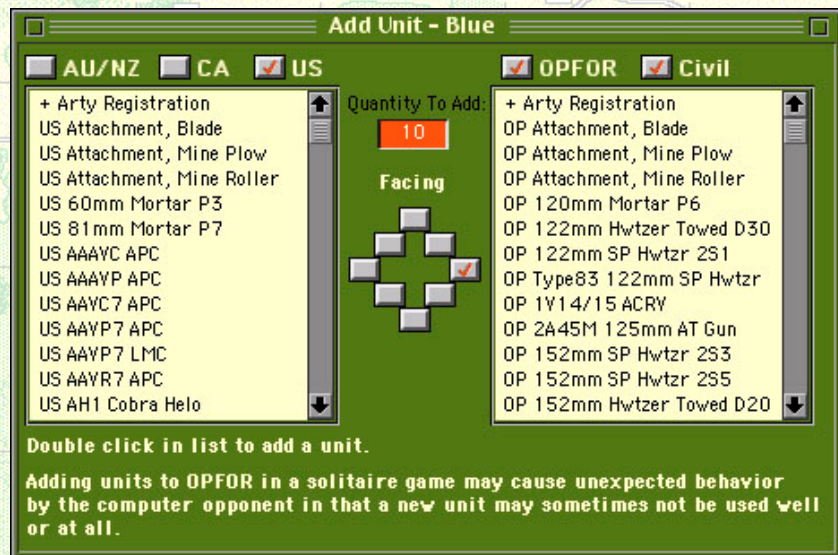 Add Unit - Blue
AU/NZ CA US
OPFOR Civil
+ Arty Registration
US Attachment, Blade
US Attachment, Mine Plow
US Attachment, Mine Roller
US 60mm Mortar P3
US 81mm Mortar P7
US AAAVC APC
US AAAVP APC
US AAVC7 APC
US AAVP7 APC
US AAVP7 LMC
US AAVR7 APC
US AH1 Cobra Helo
Quantity To Add:
10
Facing
+ Arty Registration
OP Attachment, Blade
OP Attachment, Mine Plow
OP Attachment, Mine Roller
OP 120mm Mortar P6
OP 122mm Hwtzer Towed D30
OP 122mm SP Hwtzr 2S1
OP Type83 122mm SP Hwtzr
OP 1V14/15 ACRV
OP 2A45M 125mm AT Gun
OP 152mm SP Hwtzr 2S3
OP 152mm SP Hwtzr 2S5
OP 152mm Hwtzer Towed D20
Double click in list to add a unit.
Adding units to OPFOR in a solitaire game may cause unexpected behavior
by the computer opponent in that a new unit may sometimes not be used well
or at all.